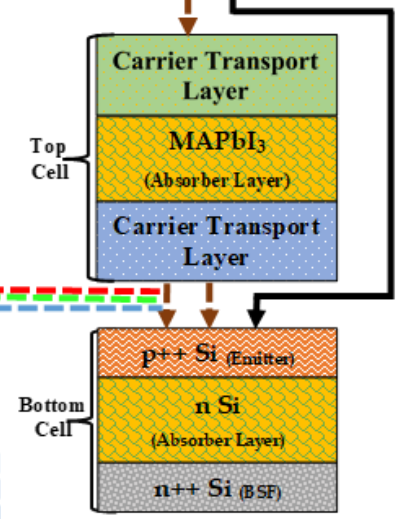 Carrier Transport
Layer
Top
Cell
MAPbI₃
(Absorber Layer)
Carrier Transport
Layer
p++ Si (Emitter)
Bottom
Cell
n Si
(Absorber Layer)
n++ Si (BSF)